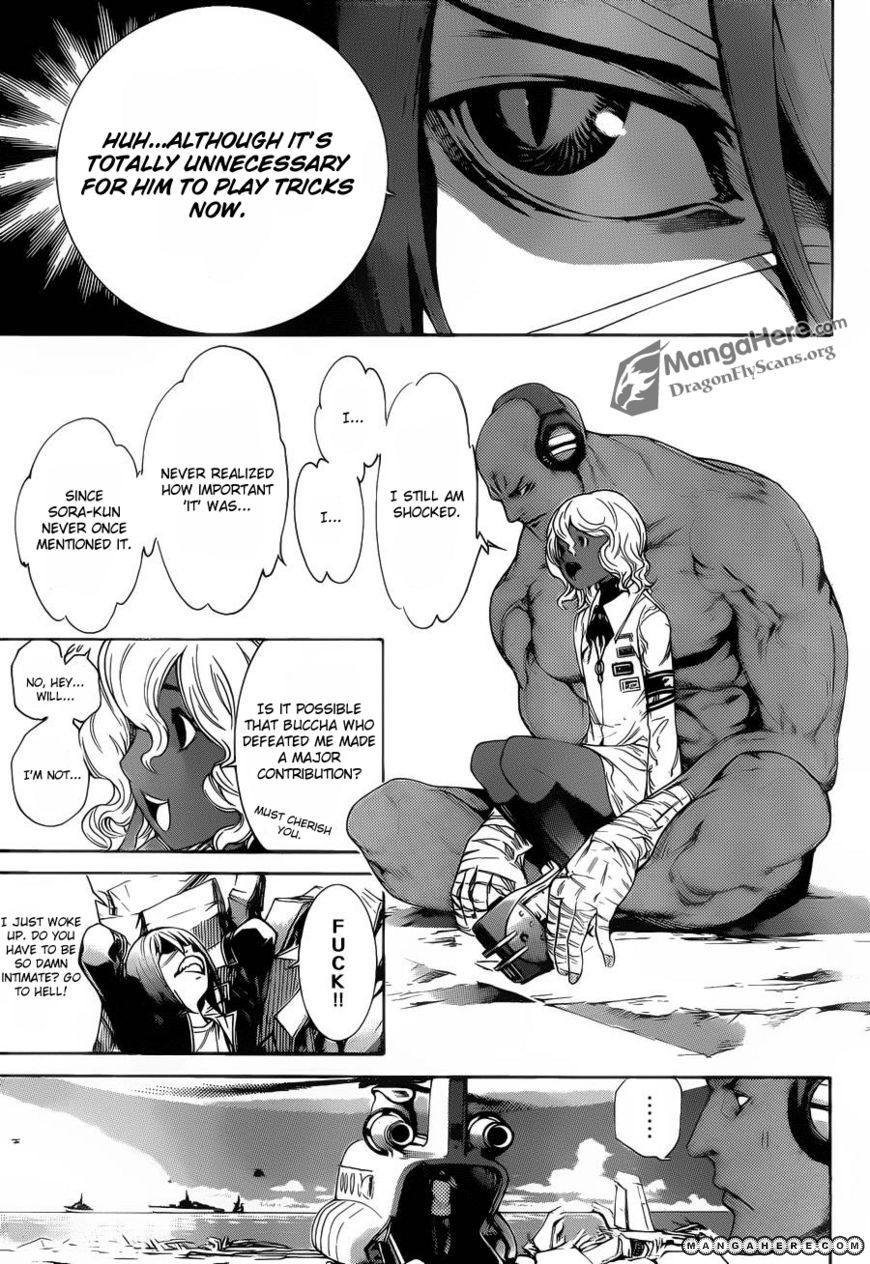 HUH...ALTHOUGH IT'S
TOTALLY UNNECESSARY
FOR HIM TO PLAY TRICKS
NOW.
MangaHere.com
DragonFlyScans.org
I STILL AM
SHOCKED.
I...
I...
NEVER REALIZED
HOW IMPORTANT
'IT' WAS...
SINCE
SORA-KUN
NEVER ONCE
MENTIONED IT.
IS IT POSSIBLE
THAT BUCCHA WHO
DEFEATED ME MADE
A MAJOR
CONTRIBUTION?
MUST CHERISH
YOU.
NO, HEY...
WILL...
I'M NOT...
FUCK!!
I JUST WOKE
UP. DO YOU
HAVE TO BE
SO DAMN
INTIMATE? GO
TO HELL!
......
MANGAHERE.COM